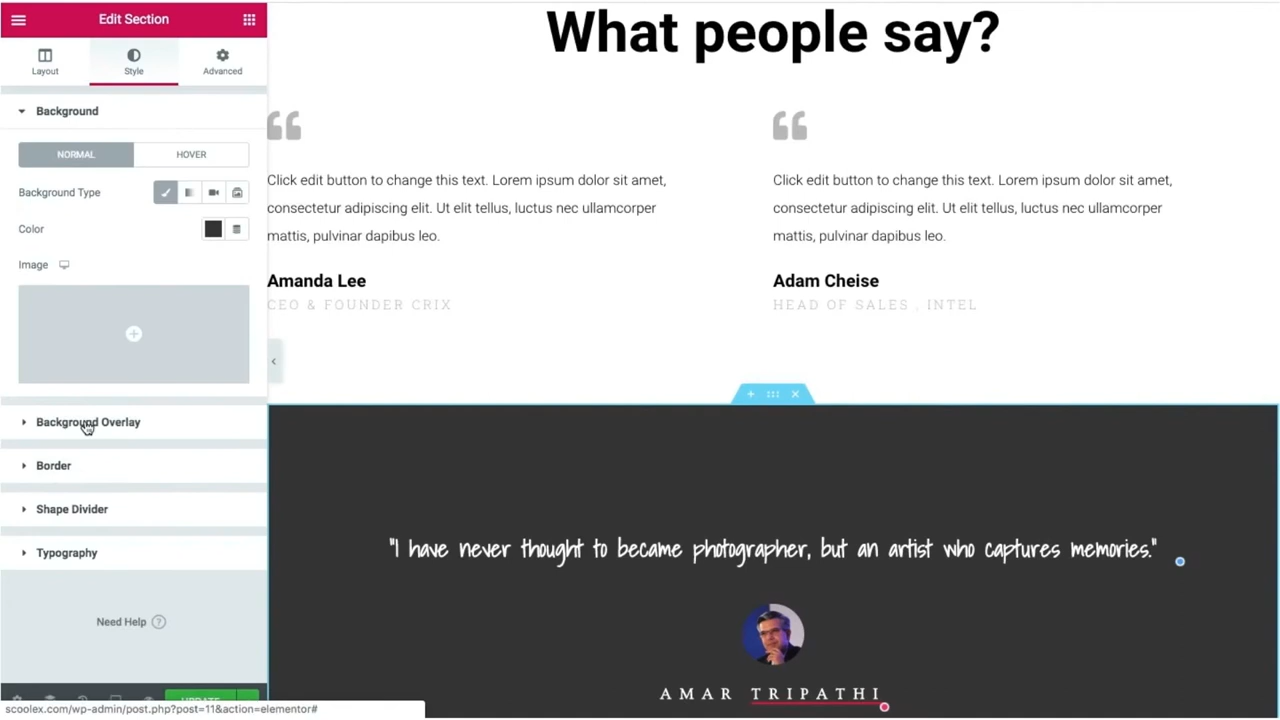 Edit Section
Layout
Style
Advanced
Background
NORMAL
HOVER
Background Type
Color
Image
Background Overlay
Border
Shape Divider
Typography
Need Help ?
UPDATE
scoolex.com/wp-admin/post.php?post=11&action=elementor#
What people say?
Click edit button to change this text. Lorem ipsum dolor sit amet,
consectetur adipiscing elit. Ut elit tellus, luctus nec ullamcorper
mattis, pulvinar dapibus leo.
Amanda Lee
CEO & FOUNDER CRIX
Click edit button to change this text. Lorem ipsum dolor sit amet,
consectetur adipiscing elit. Ut elit tellus, luctus nec ullamcorper
mattis, pulvinar dapibus leo.
Adam Cheise
HEAD OF SALES , INTEL
"I have never thought to became photographer, but an artist who captures memories."
AMAR TRIPATHI